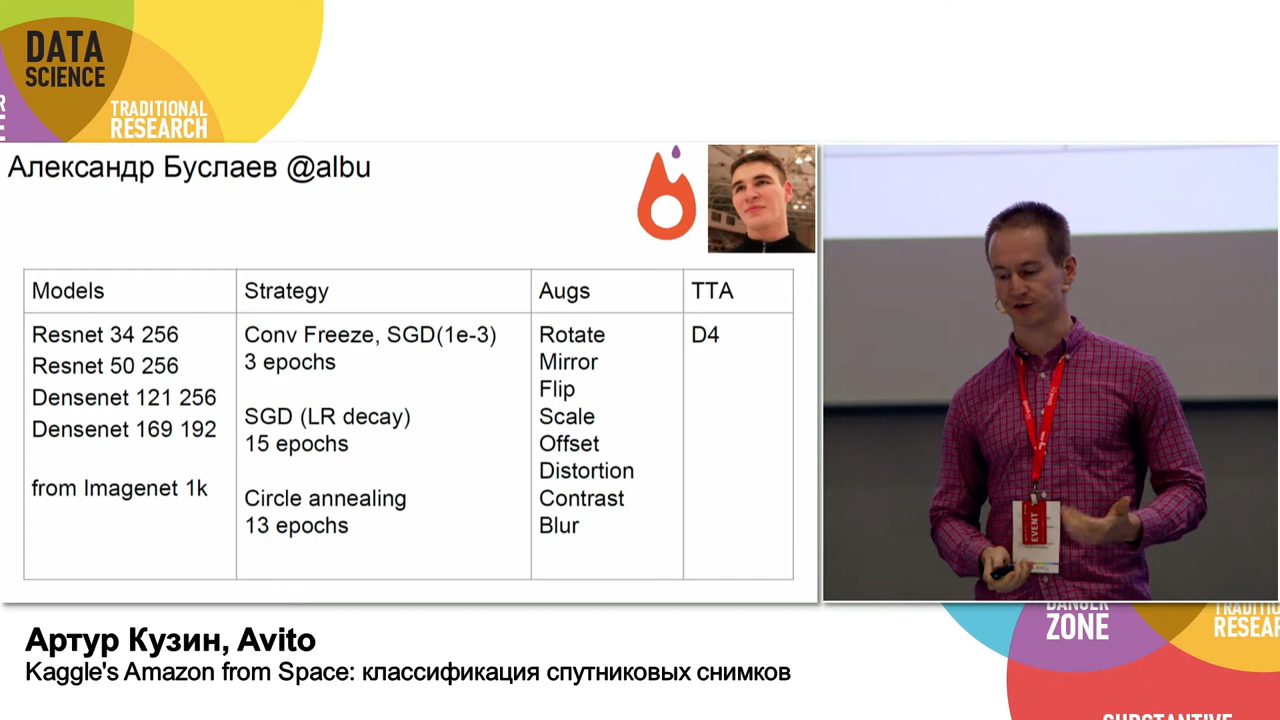 DATA
SCIENCE
TRADITIONAL
RESEARCH
Александр Буслаев @albu
Models
Strategy
Augs
TTA
Resnet 34 256
Resnet 50 256
Densenet 121 256
Densenet 169 192
from Imagenet 1k
Conv Freeze, SGD(1e-3)
3 epochs
SGD (LR decay)
15 epochs
Circle annealing
13 epochs
Rotate
Mirror
Flip
Scale
Offset
Distortion
Contrast
Blur
D4
EVENT
Артур Кузин, Avito
Kaggle's Amazon from Space: классификация спутниковых снимков
DANGER
ZONE
TRADITIO
RESEAR
SUBSTANTIVE